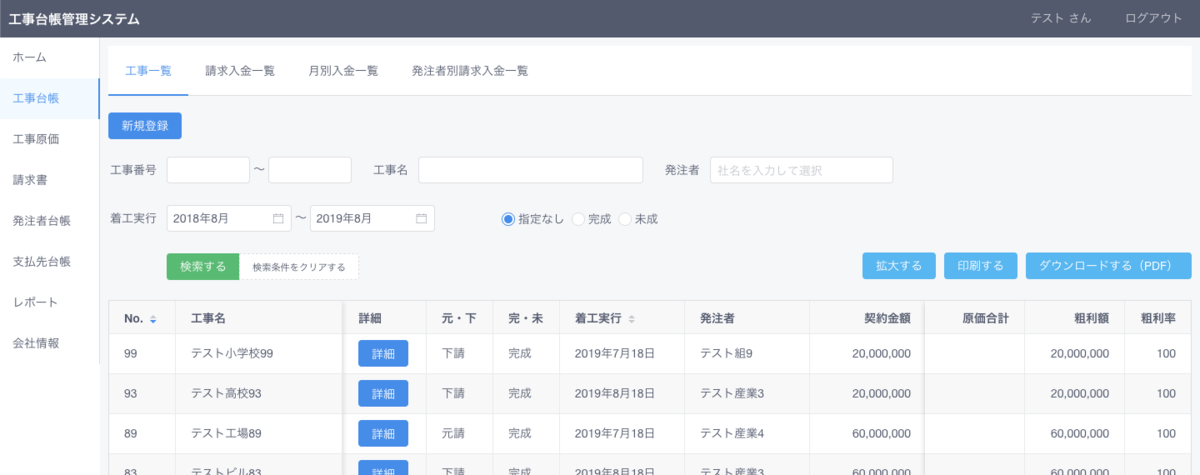 工事台帳管理システム テスト さん ログアウト
ホーム
工事台帳
工事原価
請求書
発注者台帳
支払先台帳
レポート
会社情報
工事一覧 請求入金一覧 月別入金一覧 発注者別請求入金一覧
新規登録
工事番号 〜 工事名 発注者 社名を入力して選択
着工実行 2018年8月 〜 2019年8月 指定なし 完成 未成
検索する 検索条件をクリアする 拡大する 印刷する ダウンロードする（PDF）
No. 工事名 詳細 元・下 完・未 着工実行 発注者 契約金額 原価合計 粗利額 粗利率
99 テスト小学校99 詳細 下請 完成 2019年7月18日 テスト組9 20,000,000 20,000,000 100
93 テスト高校93 詳細 下請 完成 2019年8月18日 テスト産業3 20,000,000 20,000,000 100
89 テスト工場89 詳細 元請 完成 2019年7月18日 テスト産業4 60,000,000 60,000,000 100
83 テストビル83 詳細 下請 完成 2019年8月18日 テスト産業3 60,000,000 60,000,000 100